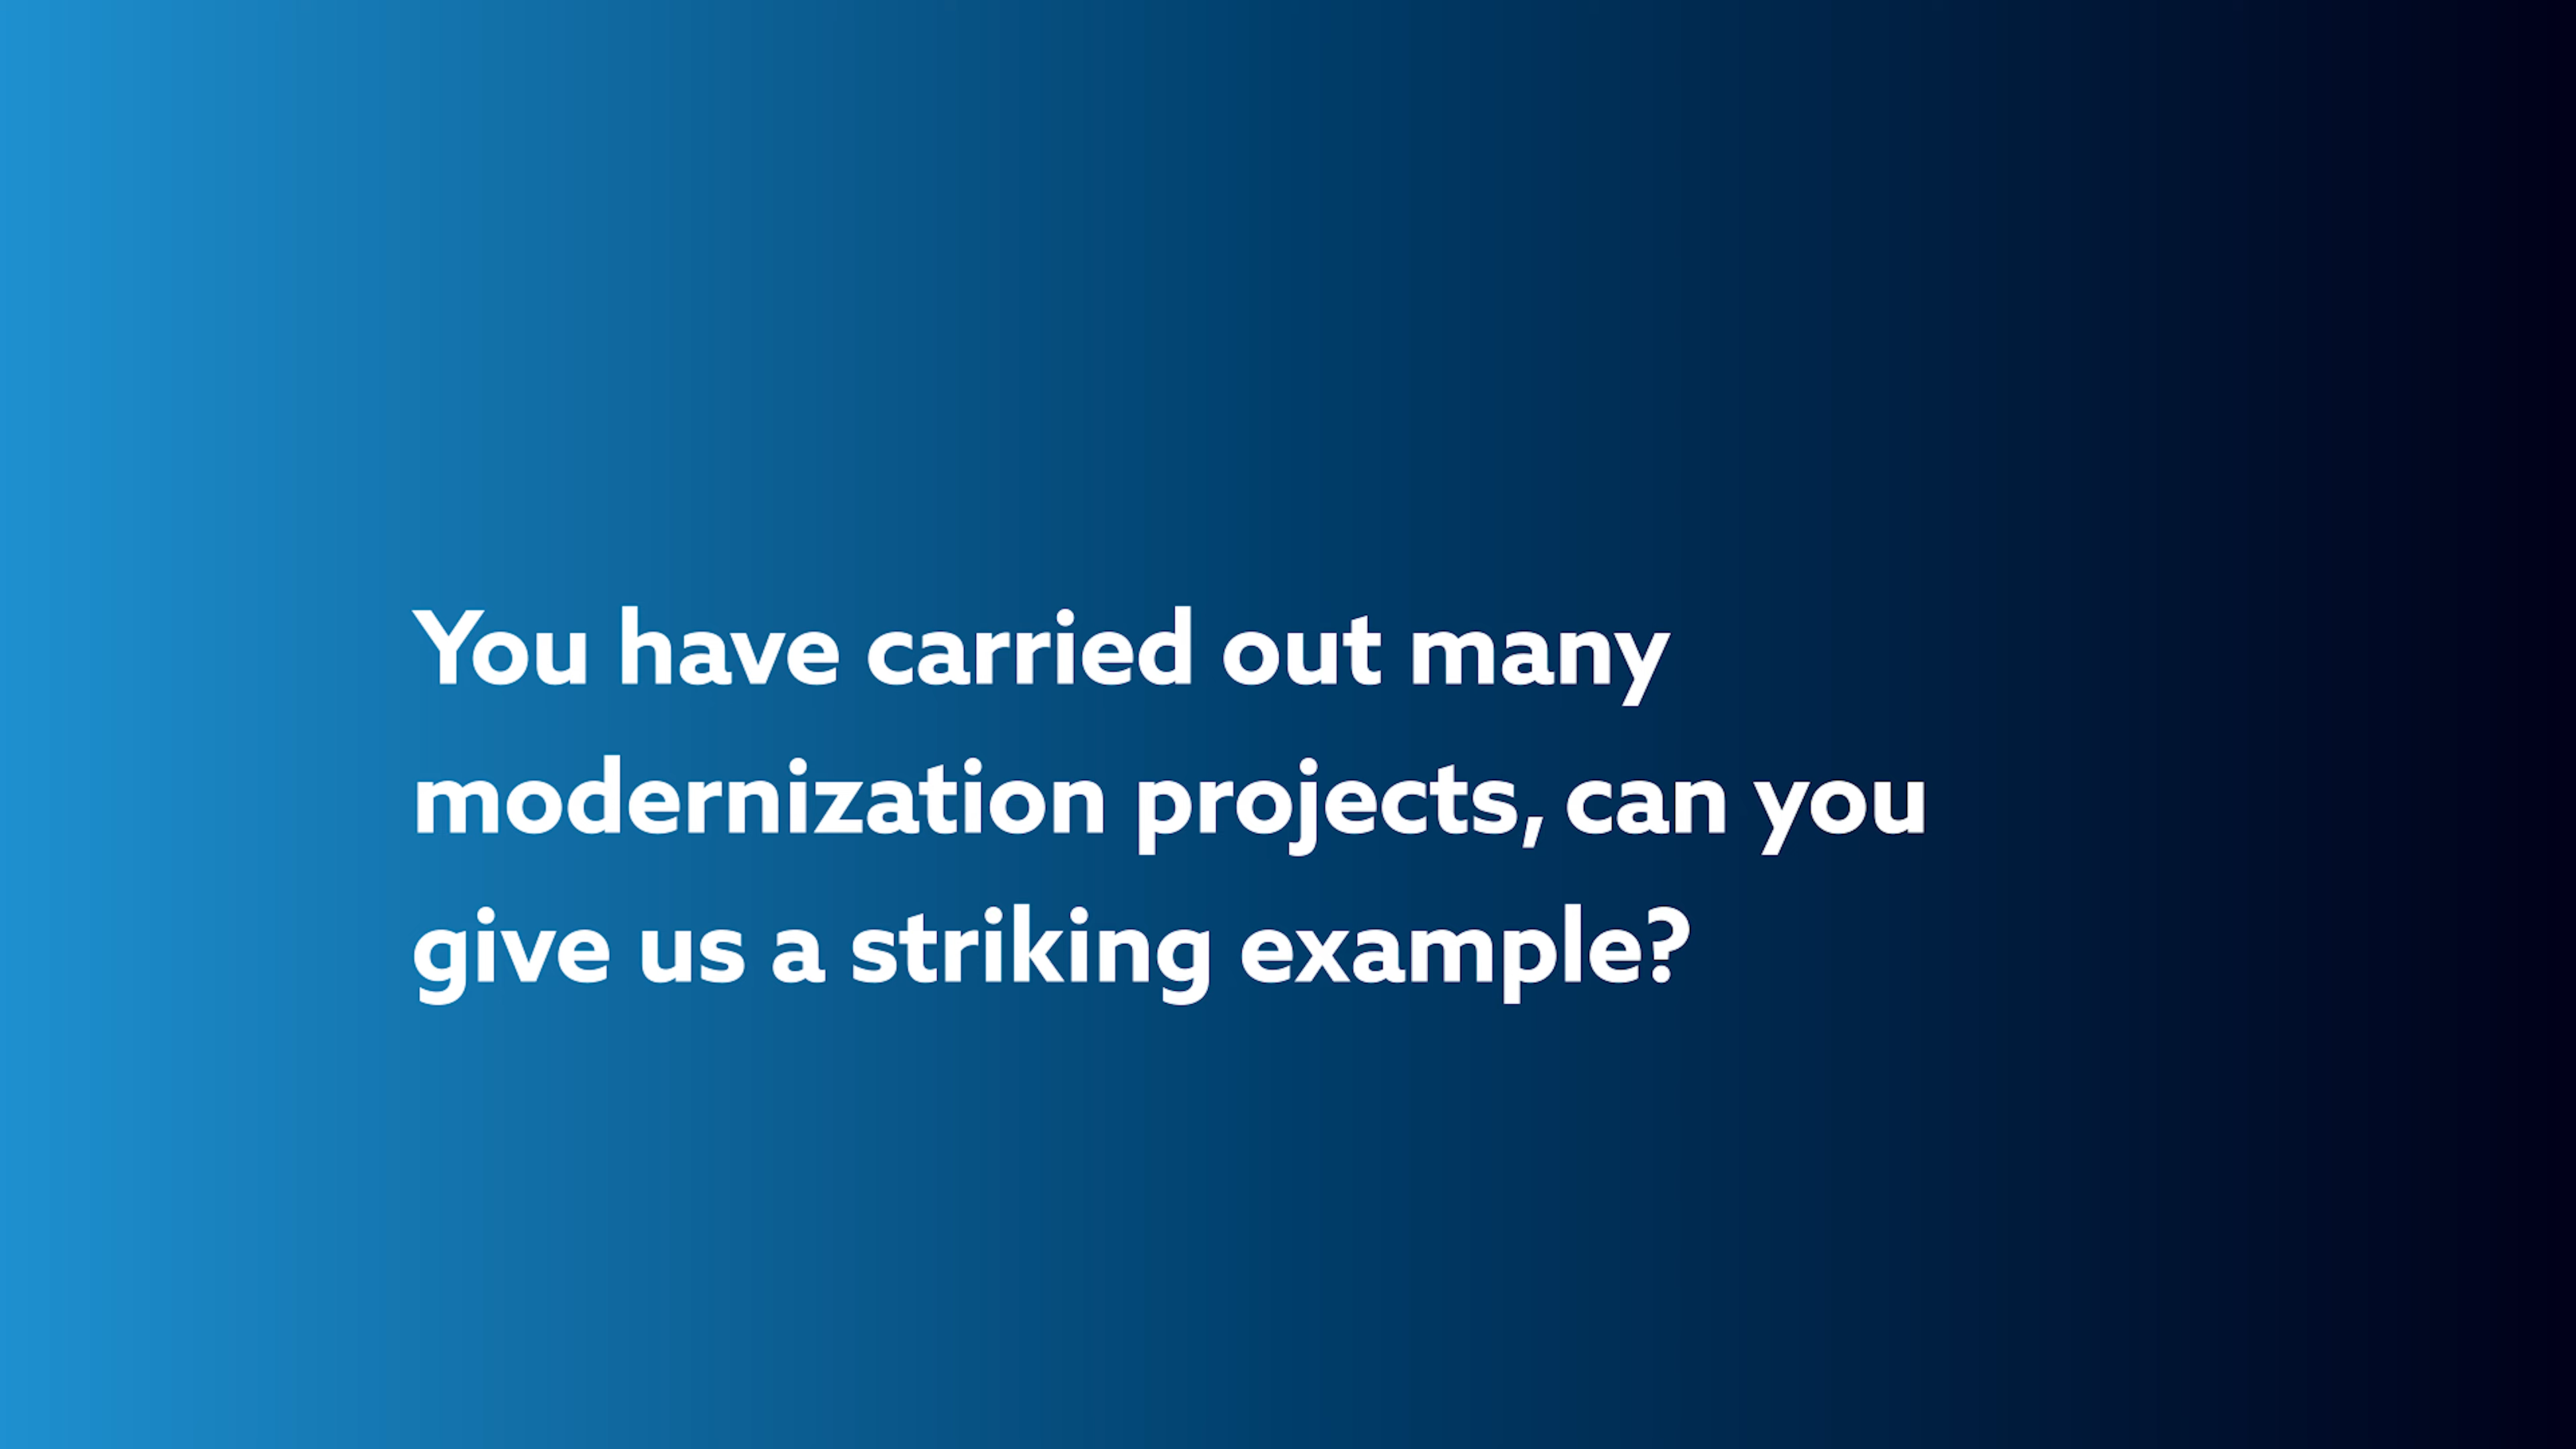 You have carried out many
modernization projects, can you
give us a striking example?